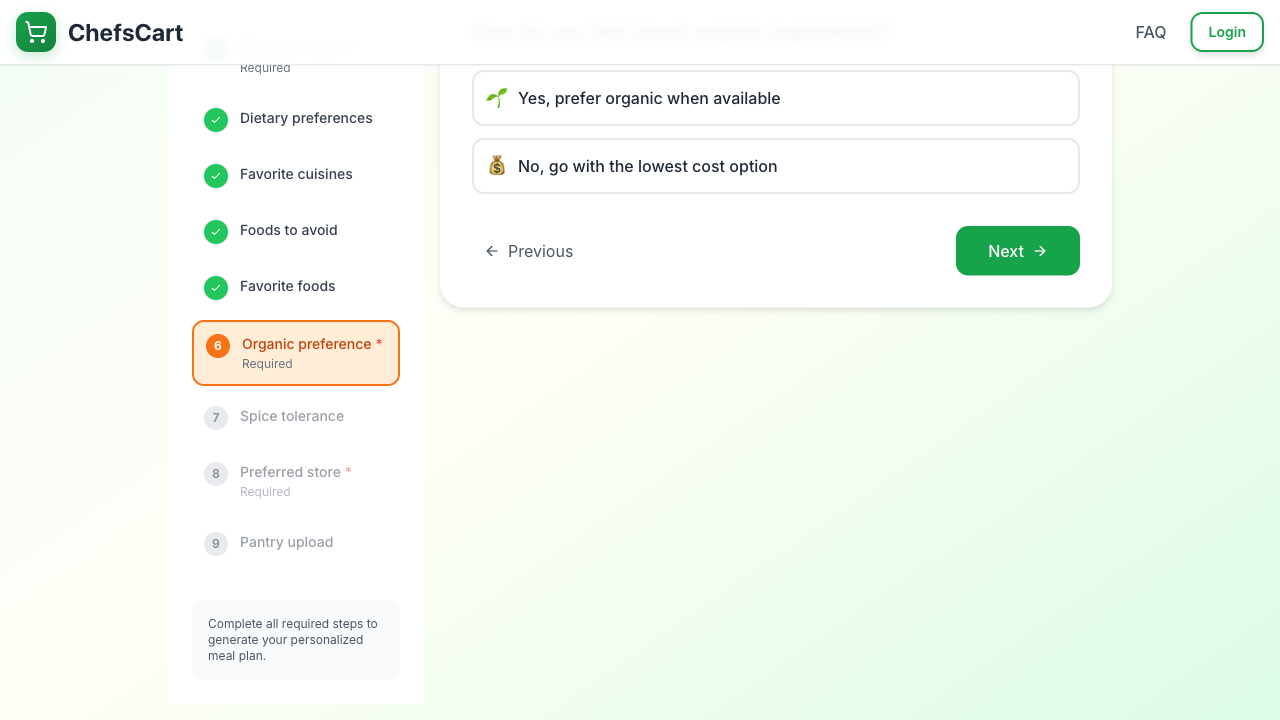 ChefsCart
FAQ
Login
Required
Dietary preferences
Favorite cuisines
Foods to avoid
Favorite foods
6
Organic preference *
Required
7
Spice tolerance
8
Preferred store *
Required
9
Pantry upload
Complete all required steps to
generate your personalized
meal plan.
Yes, prefer organic when available
No, go with the lowest cost option
Previous
Next